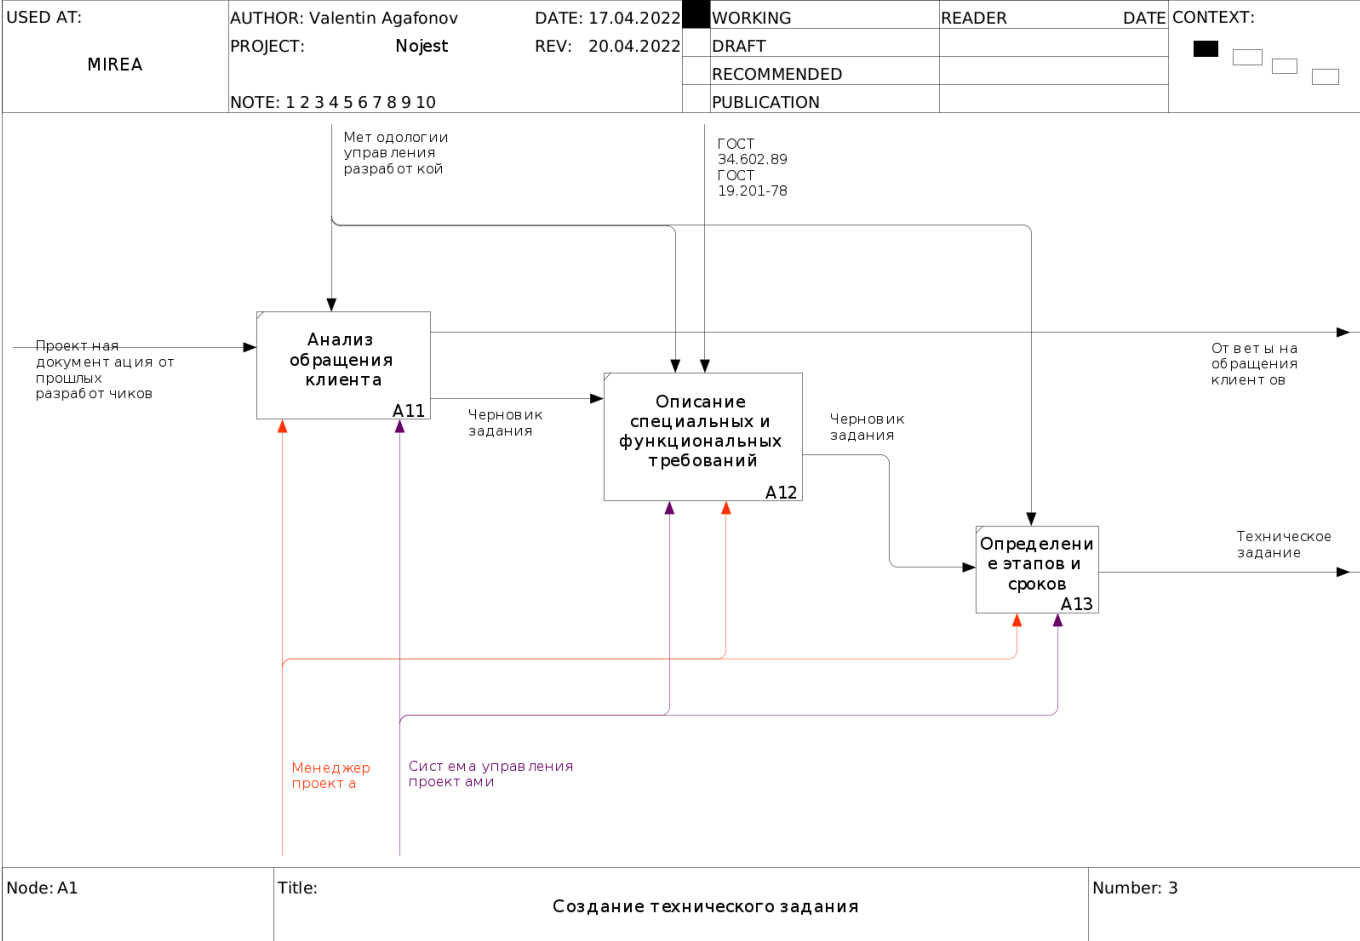 USED AT:
MIREA
AUTHOR: Valentin Agafonov
DATE: 17.04.2022
PROJECT:
Nojest
REV: 20.04.2022
NOTE: 1 2 3 4 5 6 7 8 9 10
WORKING
READER
DATE
DRAFT
RECOMMENDED
PUBLICATION
CONTEXT:
Методологии
управления
разработкой
ГОСТ
34.602.89
ГОСТ
19.201-78
Проектная
документация от
прошлых
разработчиков
Анализ
обращения
клиента
A11
Ответы на
обращения
клиентов
Черновик
задания
Описание
специальных и
функциональных
требований
A12
Черновик
задания
Определени
е этапов и
сроков
A13
Техническое
задание
Менеджер
проекта
Система управления
проектами
Node: A1
Title:
Создание технического задания
Number: 3